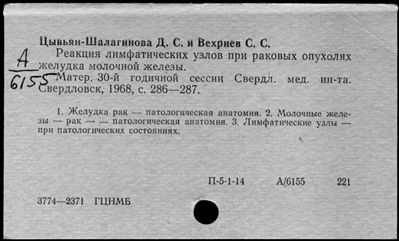 Цывьян-Шалагинова Д. С. и Вехриев С. С.
Реакция лимфатических узлов при раковых опухолях
желудка молочной железы.
А
6155
Матер. 30-й годичной сессии Свердл. мед. ин-та.
Свердловск, 1968, с. 286—287.
1. Желудка рак — патологическая анатомия. 2. Молочные желе-
зы — рак — — патологическая анатомия. 3. Лимфатические узлы —
при патологических состояниях.
П-5-1-14 А/6155 221
3774—2371 ГЦНМБ